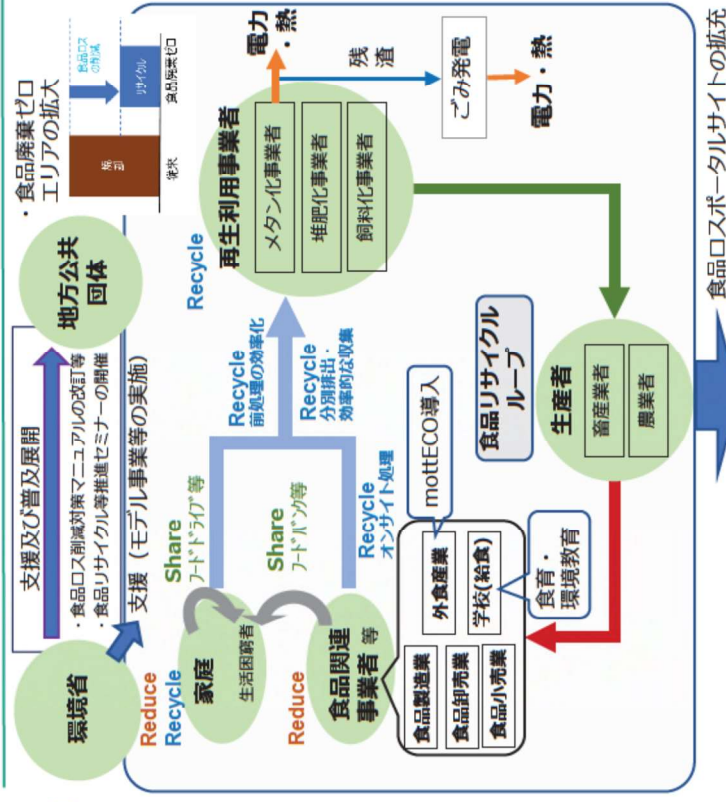 環境省
支援及び普及展開
・食品ロス削減対策マニュアルの改訂等
・食品リサイクル等推進セミナーの開催
地方公共
団体
・食品廃棄ゼロ
エリアの拡大
食品ロス
の削減
焼却
リサイクル
従来
食品廃棄ゼロ
支援(モデル事業等の実施)
Reduce
Recycle
家庭
生活困窮者
Share
フードドライブ等
Share
フードバンク等
Reduce
食品関連
事業者 等
Recycle
オンサイト処理
Recycle
前処理の効率化
Recycle
分別排出・
効率的な収集
Recycle
再生利用事業者
メタン化事業者
堆肥化事業者
飼料化事業者
電力
・熱
残渣
ごみ発電
電力・熱
食品製造業
食品卸売業
食品小売業
外食産業
学校(給食)
mottECO導入
食育・
環境教育
食品リサイクル
ループ
生産者
畜産業者
農業者
食品ロスポータルサイトの拡充